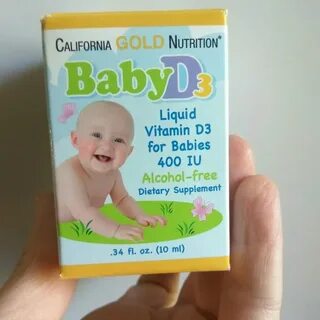 CALIFORNIA GOLD NUTRITION®
BabyD3
Liquid
Vitamin D3
for Babies
400 IU
Alcohol-free
Dietary Supplement
.34 fl. oz. (10 ml)